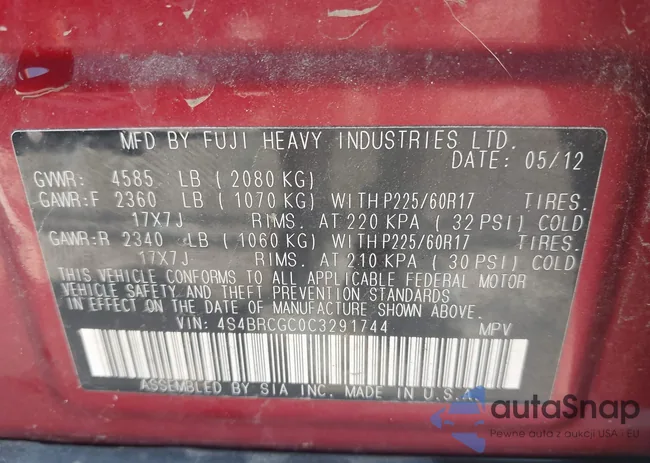 MFD BY FUJI HEAVY INDUSTRIES LTD.
DATE: 05/12
GVWR: 4585 LB (2080 KG)
GAWR:F 2360 LB (1070 KG) WITH P225/60R17 TIRES.
17X7J RIMS. AT 220 KPA (32 PSI) COLD
GAWR:R 2340 LB (1060 KG) WITH P225/60R17 TIRES.
17X7J RIMS. AT 210 KPA (30 PSI) COLD
THIS VEHICLE CONFORMS TO ALL APPLICABLE FEDERAL MOTOR
VEHICLE SAFETY AND THEFT PREVENTION STANDARDS
IN EFFECT ON THE DATE OF MANUFACTURE SHOWN ABOVE.
VIN: 4S4BRCGC0C3291744 MPV
ASSEMBLED BY SIA INC. MADE IN U.S.A.
autaSnap
Pewne auta z aukcji USA - EU